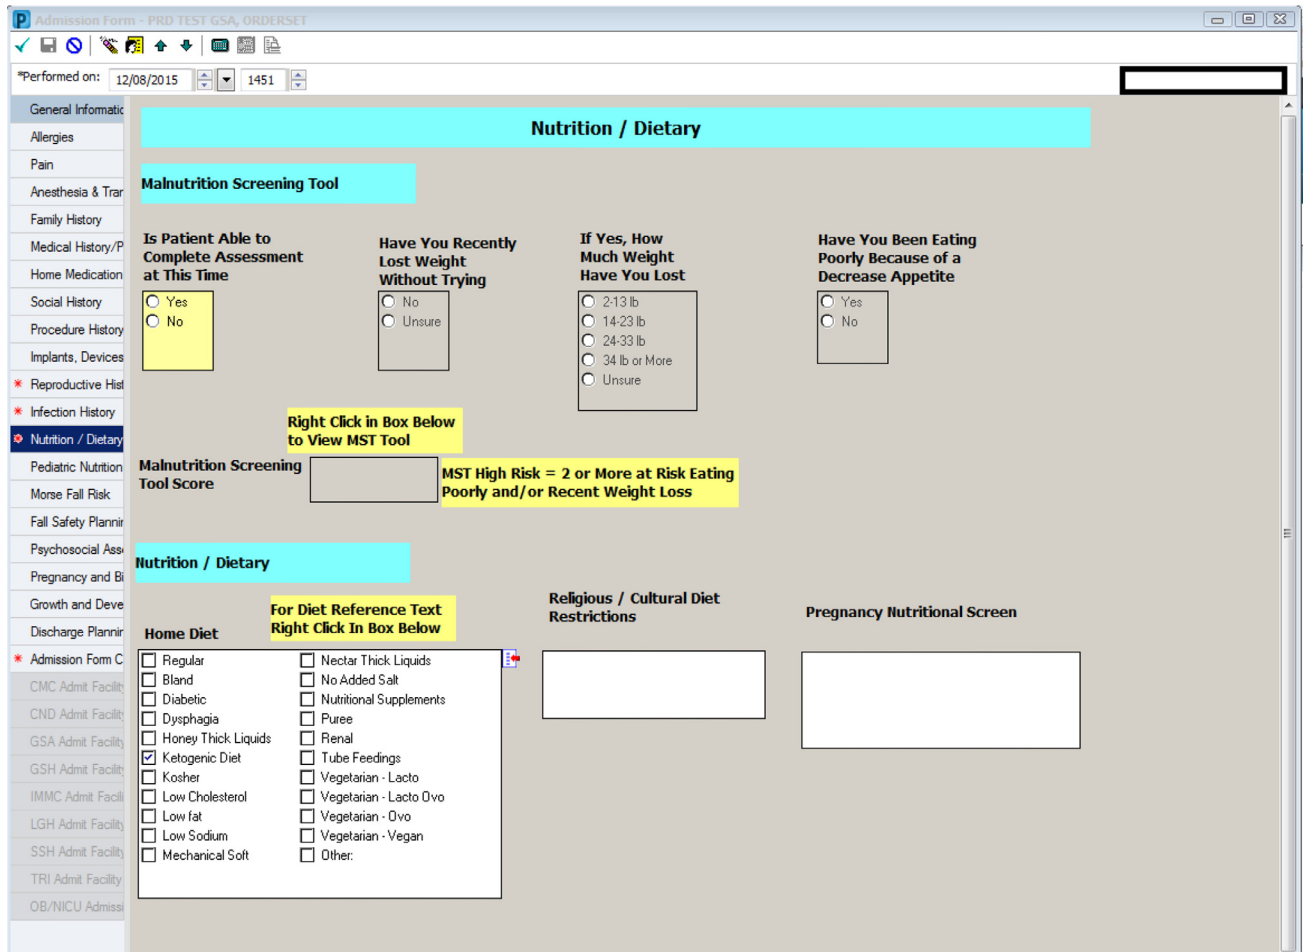 Admission Form - PRD TEST GSA, ORDERSET
*Performed on: 12/08/2015 1451
General Informatic
Allergies
Pain
Anesthesia & Trar
Family History
Medical History/P
Home Medication
Social History
Procedure History
Implants, Devices
Reproductive Hist
Infection History
Nutrition / Dietary
Pediatric Nutrition
Morse Fall Risk
Fall Safety Plannin
Psychosocial Ass
Pregnancy and Bi
Growth and Deve
Discharge Plannin
Admission Form C
CMC Admit Facility
CND Admit Facility
GSA Admit Facility
GSH Admit Facility
IMMC Admit Facili
LGH Admit Facility
SSH Admit Facility
TRI Admit Facility
OB/NICU Admissi
Nutrition / Dietary
Malnutrition Screening Tool
Is Patient Able to
Complete Assessment
at This Time
Yes
No
Have You Recently
Lost Weight
Without Trying
No
Unsure
If Yes, How
Much Weight
Have You Lost
2-13 lb
14-23 lb
24-33 lb
34 lb or More
Unsure
Have You Been Eating
Poorly Because of a
Decrease Appetite
Yes
No
Right Click in Box Below
to View MST Tool
Malnutrition Screening
Tool Score
MST High Risk = 2 or More at Risk Eating
Poorly and/or Recent Weight Loss
Nutrition / Dietary
For Diet Reference Text
Right Click In Box Below
Home Diet
Regular
Bland
Diabetic
Dysphagia
Honey Thick Liquids
Ketogenic Diet
Kosher
Low Cholesterol
Low fat
Low Sodium
Mechanical Soft
Nectar Thick Liquids
No Added Salt
Nutritional Supplements
Puree
Renal
Tube Feedings
Vegetarian - Lacto
Vegetarian - Lacto Ovo
Vegetarian - Ovo
Vegetarian - Vegan
Other:
Religious / Cultural Diet
Restrictions
Pregnancy Nutritional Screen